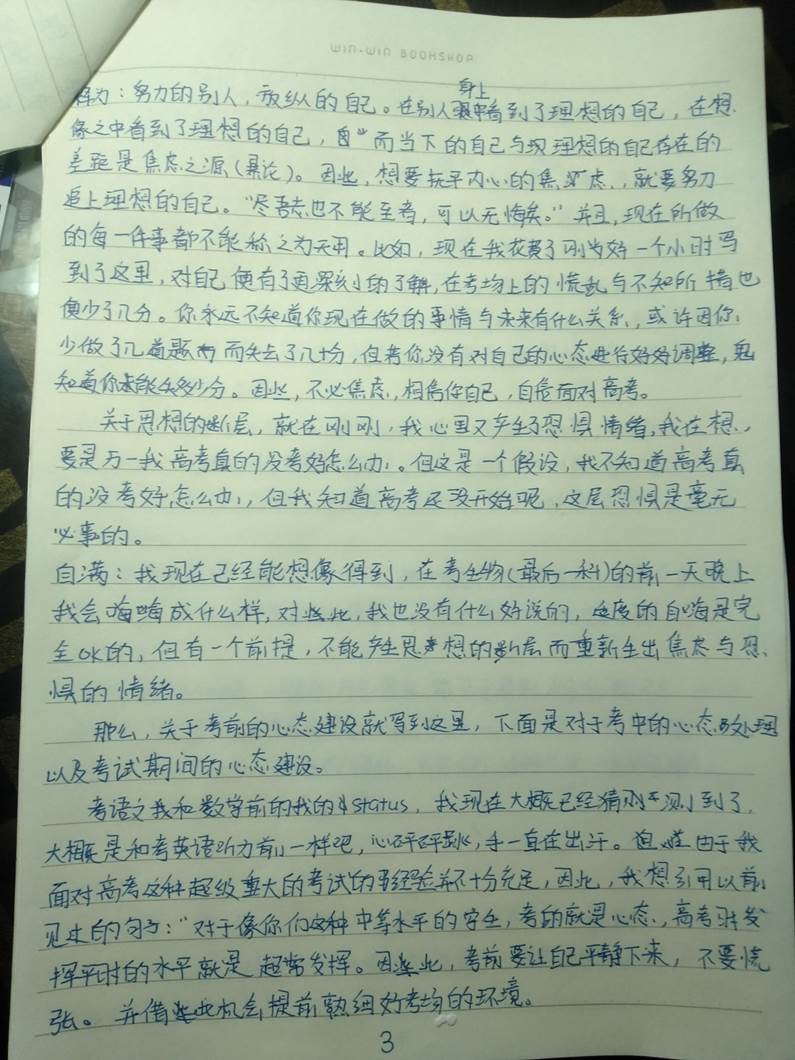 WIN-WIN BOOKSHOP
释为：努力的别人，放纵的自己。在别人身上看到了理想的自己，在想
像之中看到了理想的自己，而当下的自己与理想的自己存在的
差距是焦虑之源（暴论）。因此，想要抚平内心的焦虑，就要努力
追上理想的自己。“尽吾志也不能至者，可以无悔矣。”并且，现在所做
的每一件事都不能称之为无用。比如，现在我花费了刚好一个小时写
到了这里，对自己便有了更深刻的了解，在考场上的慌乱与不知所措也
便少了几分。你永远不知道你现在做的事情与未来有什么关系，或许因你
少做了几道题而失去了几十分，但若你没有对自己的心态进行好好调整，鬼
知道你能丢多少分。因此，不必焦虑，相信你自己，自信面对高考。
关于思想的断层，就在刚刚，我心里又产生了恐惧情绪，我在想，
要是万一我高考真的没考好怎么办。但这是一个假设，我不知道高考真
的没考好怎么办，但我知道高考还没开始呢，这层恐惧是毫无
必事的。
自满：我现在已经能想像得到，在考生物（最后一科）的前一天晚上
我会嗨成什么样，对此，我也没有什么好说的，适度的自嗨是完
全OK的，但有一个前提，不能产生思想的断层而重新生出焦虑与恐
惧的情绪。
那么，关于考前的心态建设就写到这里，下面是对于考中的心态的处理
以及考试期间的心态建设。
考语文和数学前的我的status，我现在大概已经猜测到了，
大概是和考英语听力前一样吧，心砰砰跳，手一直在出汗。但由于我
面对高考这种超级重大的考试的经验并不十分充足，因此，我想引用以前
见过的句子：“对于像你们这种中等水平的学生，考的就是心态，高考时发
挥平时的水平就是超常发挥。因此，考前要让自己平静下来，不要慌
张。并借此机会提前熟细好考场的环境。
3